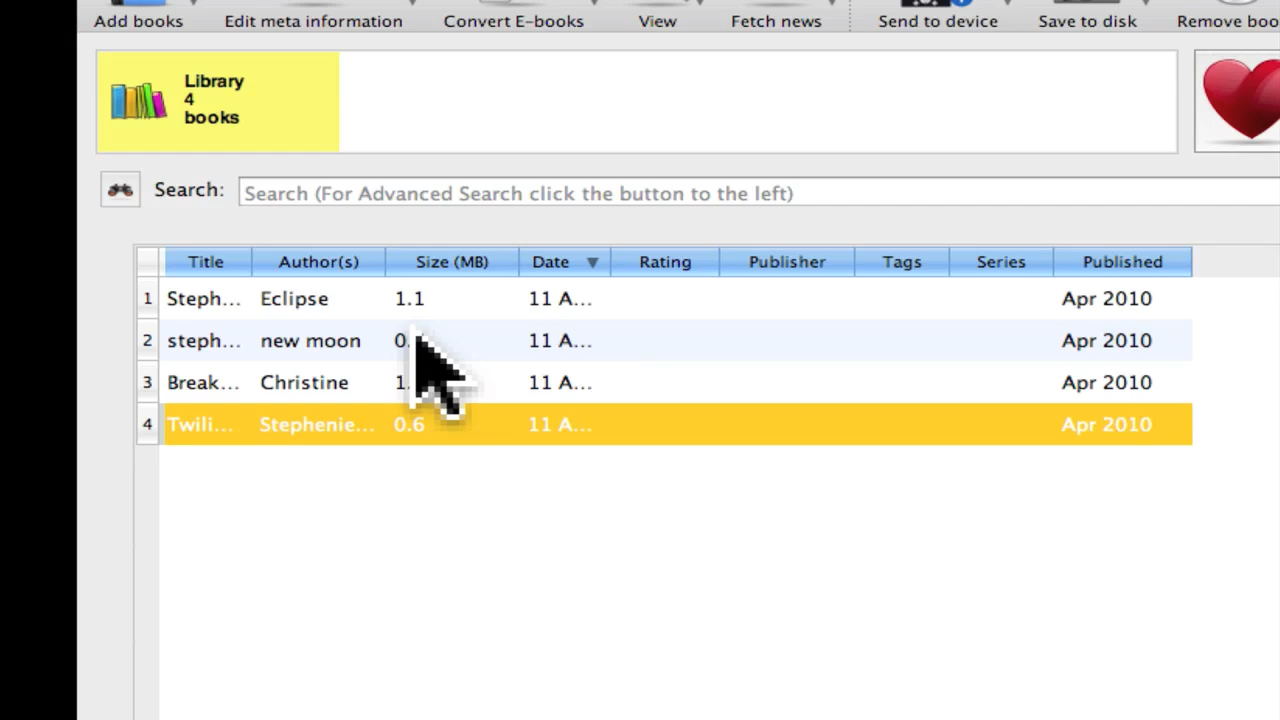 Add books Edit meta information Convert E-books View Fetch news Send to device Save to disk Remove boo
Library
4
books
Search: Search (For Advanced Search click the button to the left)
Title Author(s) Size (MB) Date Rating Publisher Tags Series Published
1 Steph... Eclipse 1.1 11 A... Apr 2010
2 steph... new moon 11 A... Apr 2010
3 Break... Christine 11 A... Apr 2010
4 Twili... Stephenie... 0.6 11 A... Apr 2010